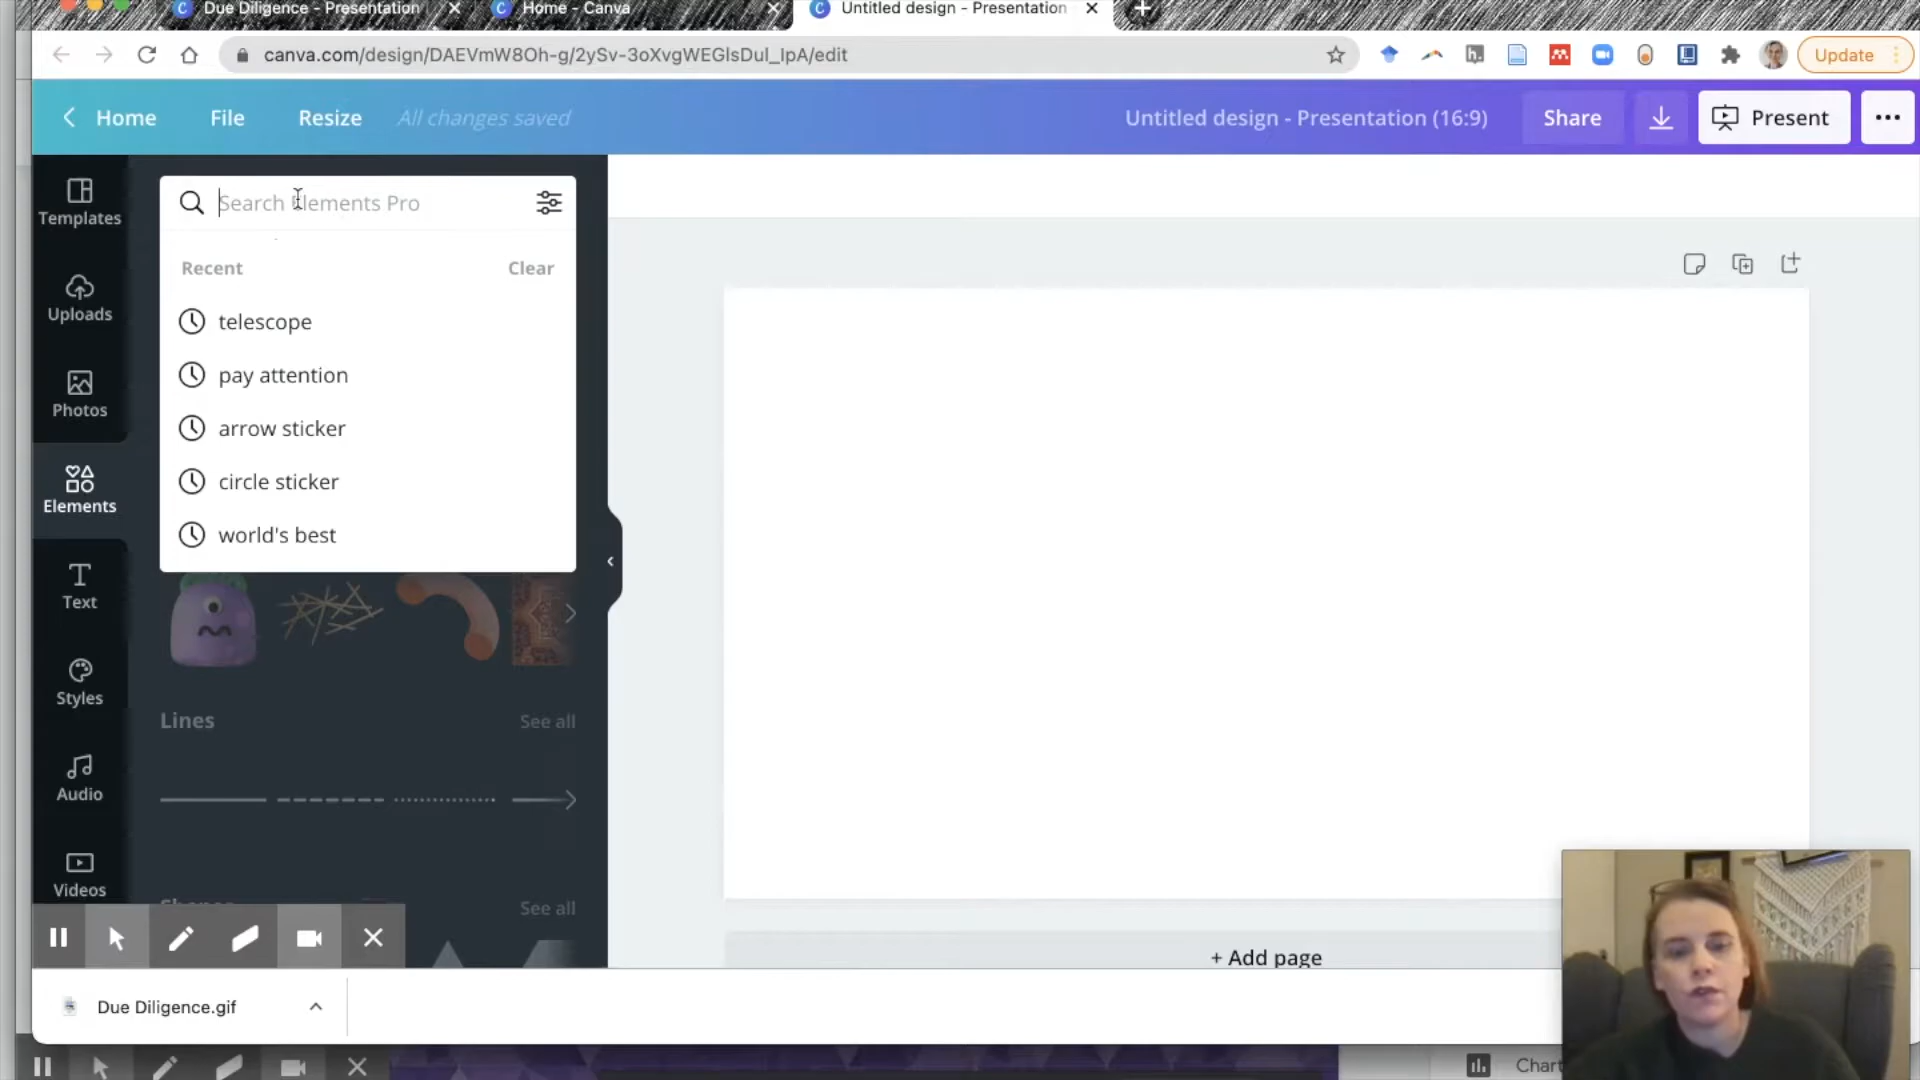 Due Diligence - Presentation
Home - Canva
Untitled design - Presentation
canva.com/design/DAEVmW8Oh-g/2ySv-3oXvgWEGlsDul_lpA/edit
Update
Home
File
Resize
All changes saved
Untitled design - Presentation (16:9)
Share
Present
Templates
Uploads
Photos
Elements
Text
Styles
Audio
Videos
Search Elements Pro
Recent
Clear
telescope
pay attention
arrow sticker
circle sticker
world's best
Lines
See all
Shapes
See all
+ Add page
Due Diligence.gif